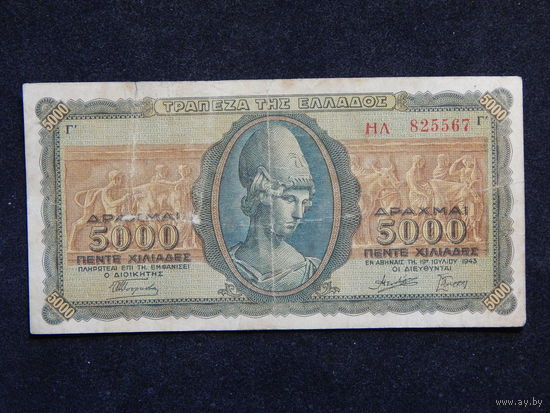 5000
5000
ΤΡΑΠΕΖΑ ΤΗΣ ΕΛΛΑΔΟΣ
Γ'
ΗΛ 825567 Γ'
ΔΡΑΧΜΑΙ
5000
ΠΕΝΤΕ ΧΙΛΙΑΔΕΣ
ΠΛΗΡΩΤΕΑΙ ΕΠΙ ΤΗ ΕΜΦΑΝΙΣΕΙ
Ο ΔΙΟΙΚΗΤΗΣ
ΔΡΑΧΜΑΙ
5000
ΠΕΝΤΕ ΧΙΛΙΑΔΕΣ
ΕΝ ΑΘΗΝΑΙΣ ΤΗ 19η ΙΟΥΛΙΟΥ 1943
ΟΙ ΔΙΕΥΘΥΝΤΑΙ
5000
5000
www.ay.by